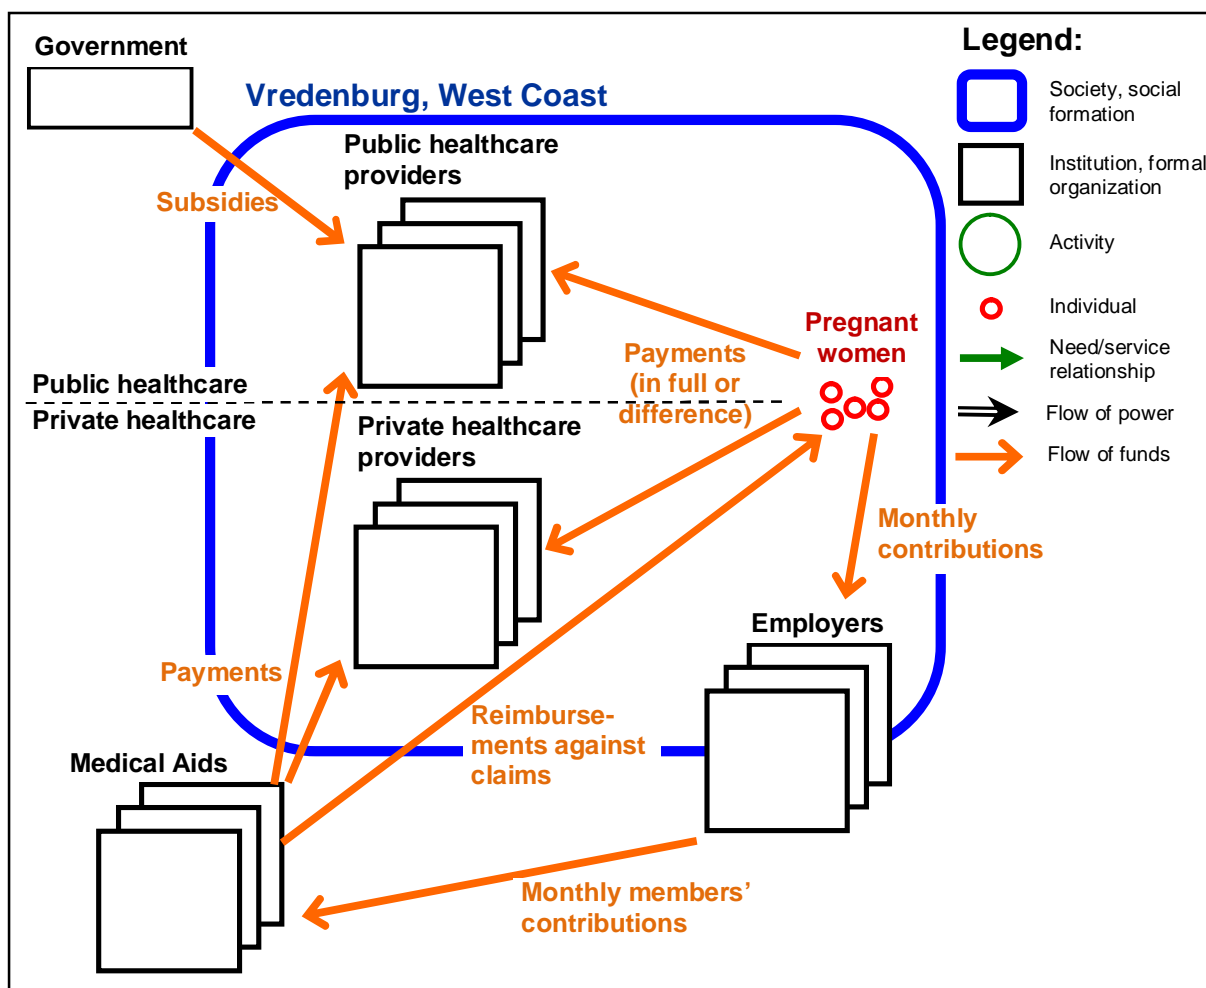 Government
Vredenburg, West Coast
Public healthcare
providers
Subsidies
Pregnant
women
Payments
(in full or
difference)
Public healthcare
Private healthcare
Private healthcare
providers
Monthly
contributions
Employers
Payments
Reimburse-
ments against
claims
Medical Aids
Monthly members’
contributions
Legend:
Society, social
formation
Institution, formal
organization
Activity
Individual
Need/service
relationship
Flow of power
Flow of funds